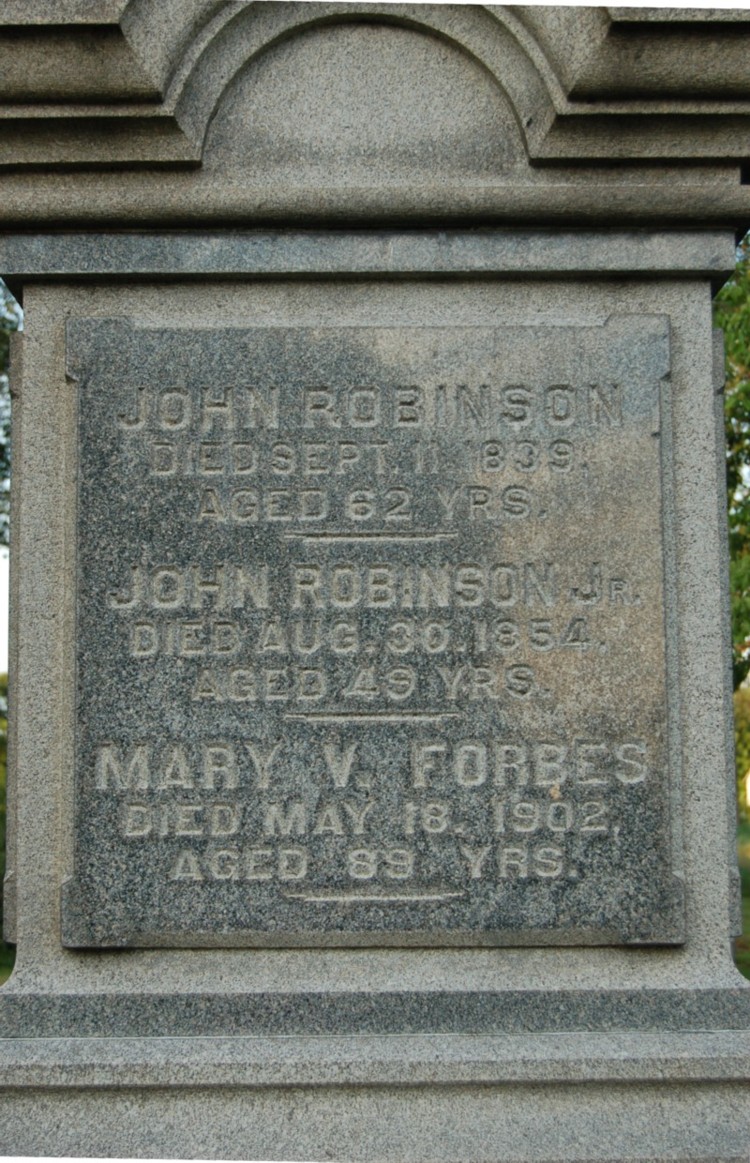 JOHN ROBINSON
DIED SEPT. 11 1839.
AGED 62 YRS.
JOHN ROBINSON JR.
DIED AUG. 30. 1854.
AGED 49 YRS.
MARY V. FORBES
DIED MAY 18. 1902.
AGED 89 YRS.